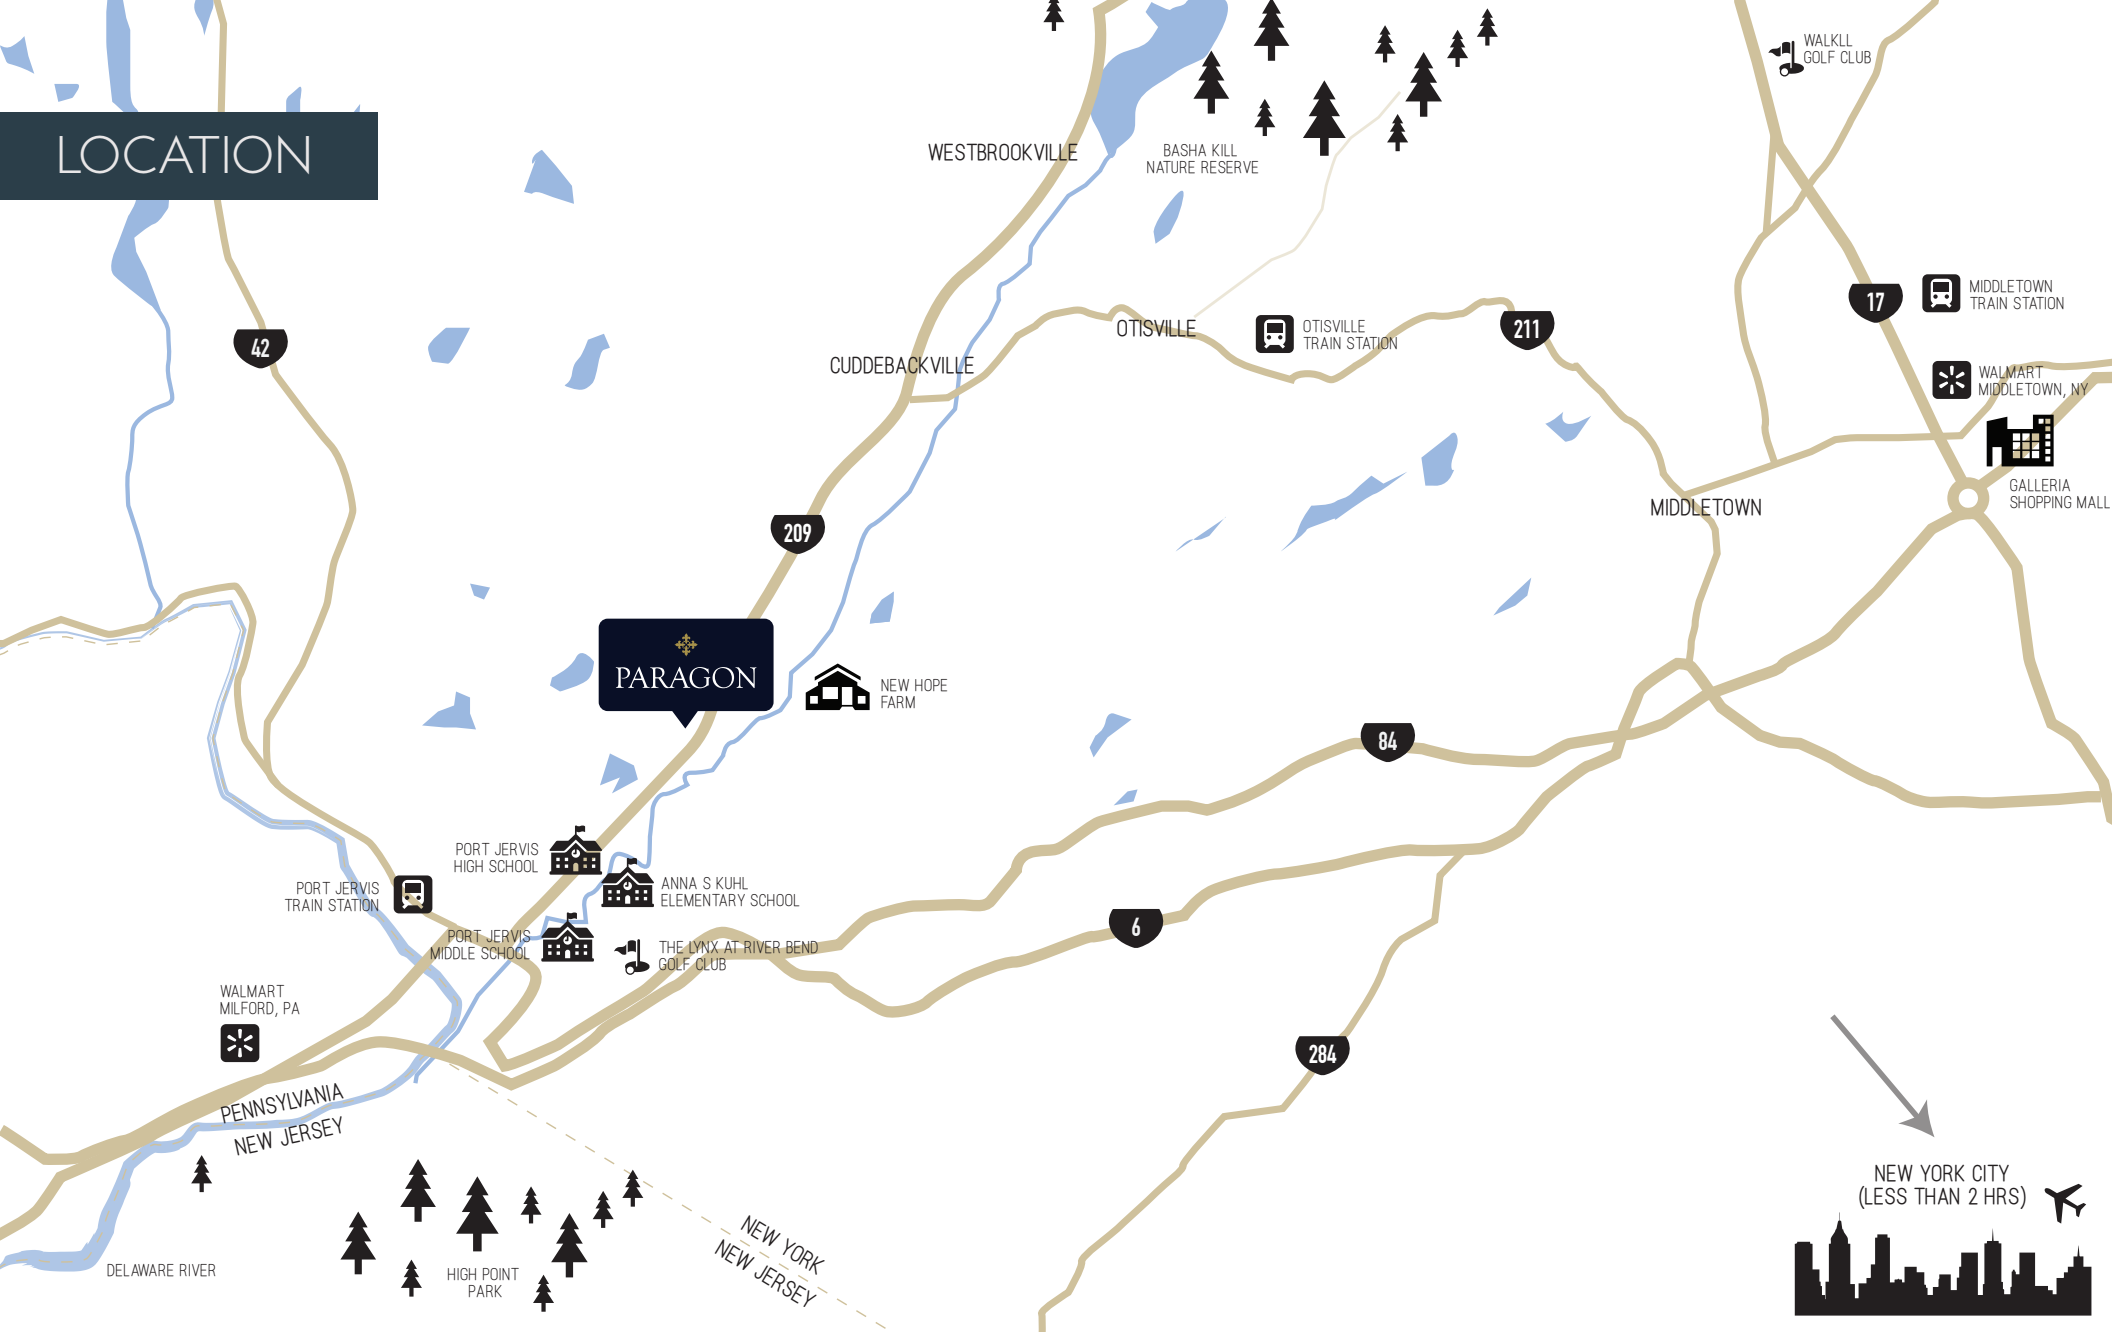 LOCATION
WALKLL
GOLF CLUB
WESTBROOKVILLE
BASHA KILL
NATURE RESERVE
17
MIDDLETOWN
TRAIN STATION
42
OTISVILLE
OTISVILLE
TRAIN STATION
211
CUDDEBACKVILLE
WALMART
MIDDLETOWN, NY
GALLERIA
SHOPPING MALL
MIDDLETOWN
209
PARAGON
NEW HOPE
FARM
84
PORT JERVIS
HIGH SCHOOL
ANNA S KUHL
ELEMENTARY SCHOOL
PORT JERVIS
TRAIN STATION
6
PORT JERVIS
MIDDLE SCHOOL
THE LYNX AT RIVER BEND
GOLF CLUB
WALMART
MILFORD, PA
284
PENNSYLVANIA
NEW JERSEY
NEW YORK CITY
(LESS THAN 2 HRS)
NEW YORK
NEW JERSEY
DELAWARE RIVER
HIGH POINT
PARK